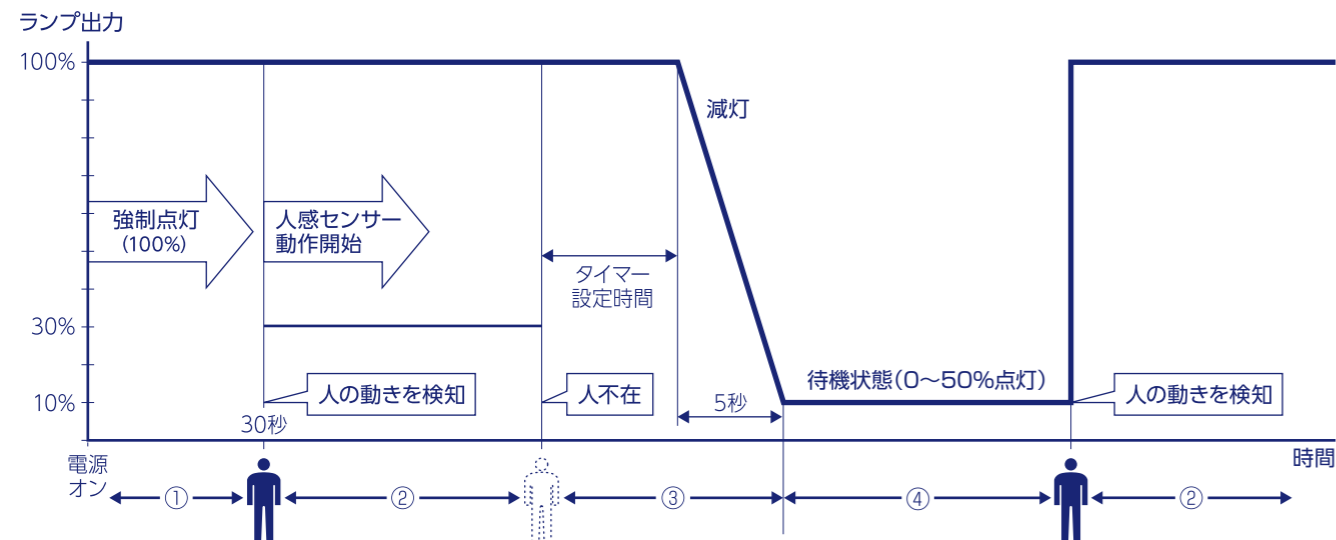 ランプ出力
100%
減灯
強制点灯
(100%)
人感センサー
動作開始
タイマー
設定時間
30%
待機状態(0～50%点灯)
人の動きを検知
人不在
人の動きを検知
10%
5秒
30秒
電源
オン
時間
① ② ③ ④ ②